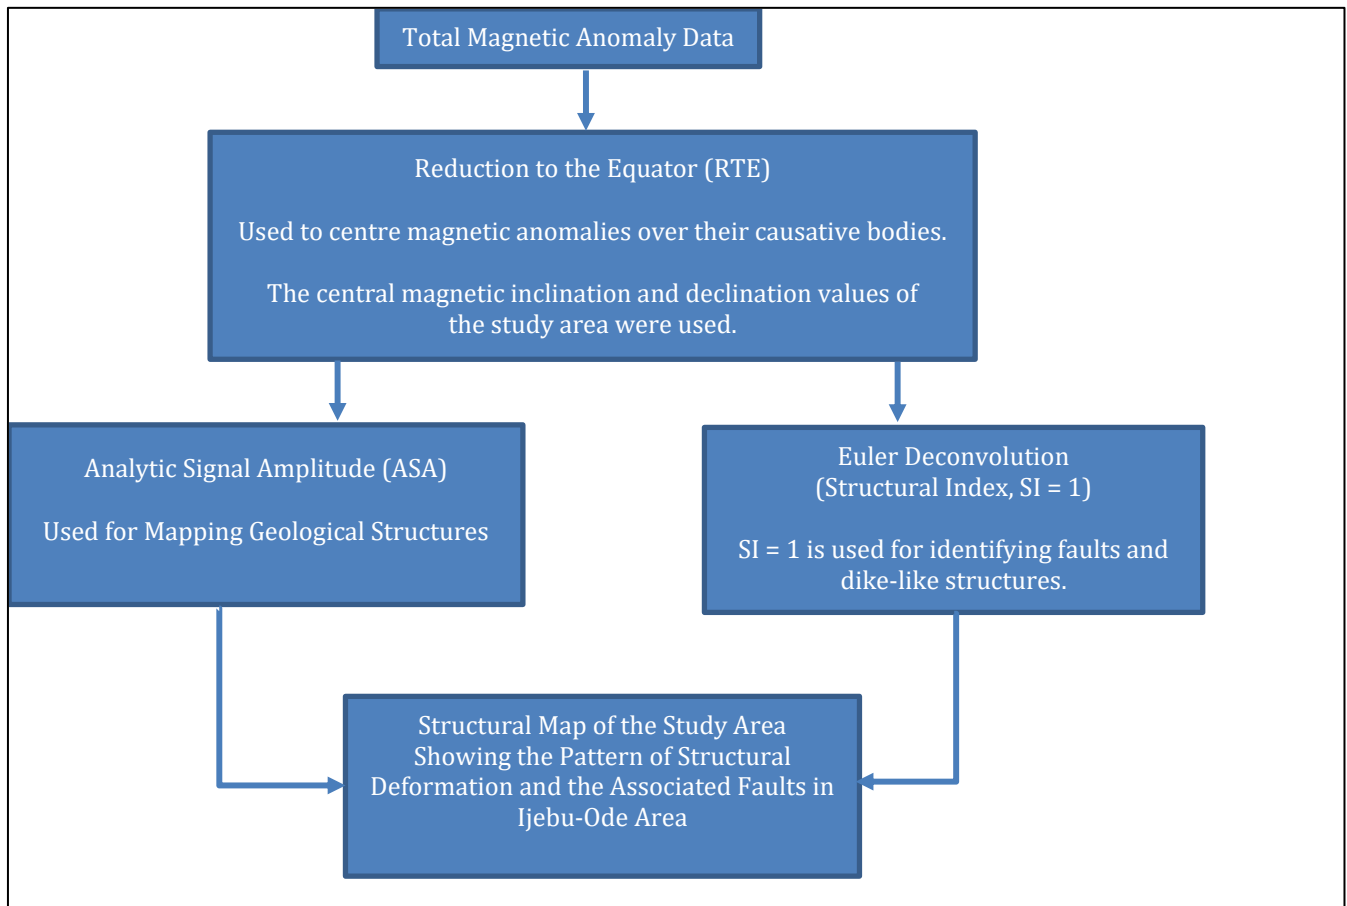 Total Magnetic Anomaly Data
Reduction to the Equator (RTE)
Used to centre magnetic anomalies over their causative bodies.
The central magnetic inclination and declination values of
the study area were used.
Analytic Signal Amplitude (ASA)
Used for Mapping Geological Structures
Euler Deconvolution
(Structural Index, SI = 1)
SI = 1 is used for identifying faults and
dike-like structures.
Structural Map of the Study Area
Showing the Pattern of Structural
Deformation and the Associated Faults in
Ijebu-Ode Area